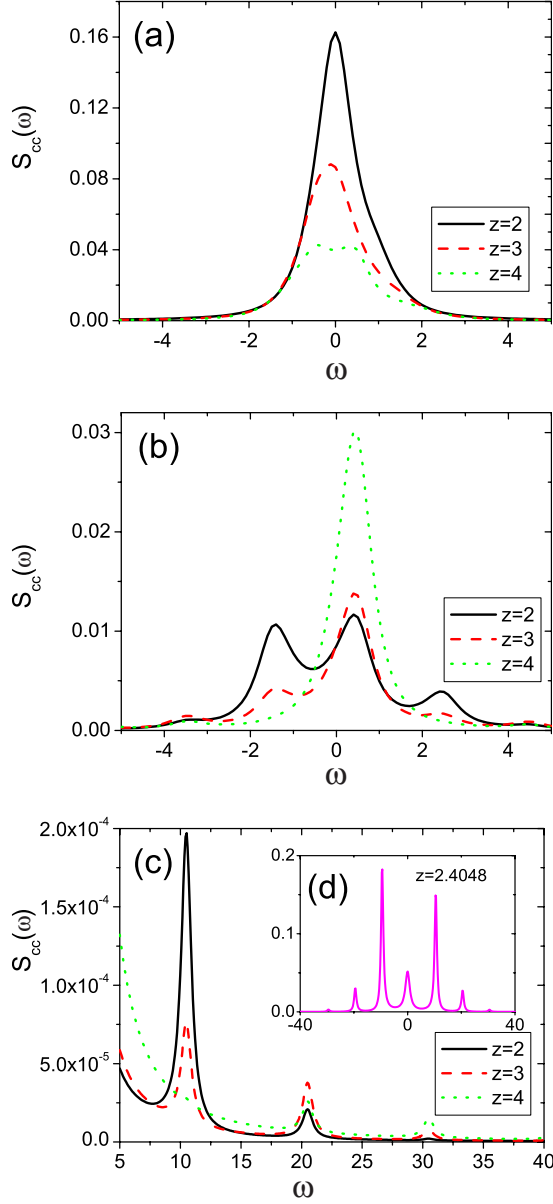 (a)
S_cc(ω)
0.16
0.12
0.08
0.04
0.00
-4 -2 0 2 4
ω
z=2
z=3
z=4
(b)
S_cc(ω)
0.03
0.02
0.01
0.00
-4 -2 0 2 4
ω
z=2
z=3
z=4
(c)
S_cc(ω)
2.0x10⁻⁴
1.5x10⁻⁴
1.0x10⁻⁴
5.0x10⁻⁵
0.0
5 10 15 20 25 30 35 40
ω
(d)
z=2.4048
0.2
0.1
0.0
-40 -20 0 20 40
z=2
z=3
z=4